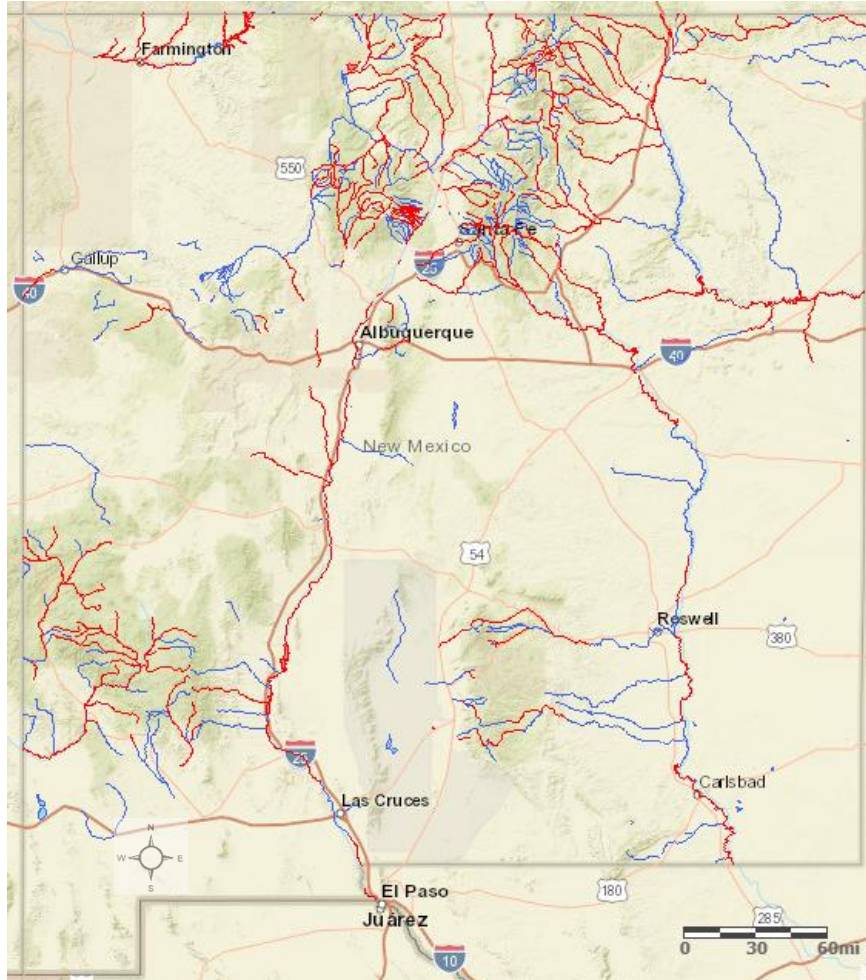 Farmington
550
Santa Fe
25
Gallup
40
Albuquerque
40
New Mexico
54
Roswell
380
25
Carlsbad
Las Cruces
N
W E
S
El Paso
Juárez
180
285
0 30 60mi
10